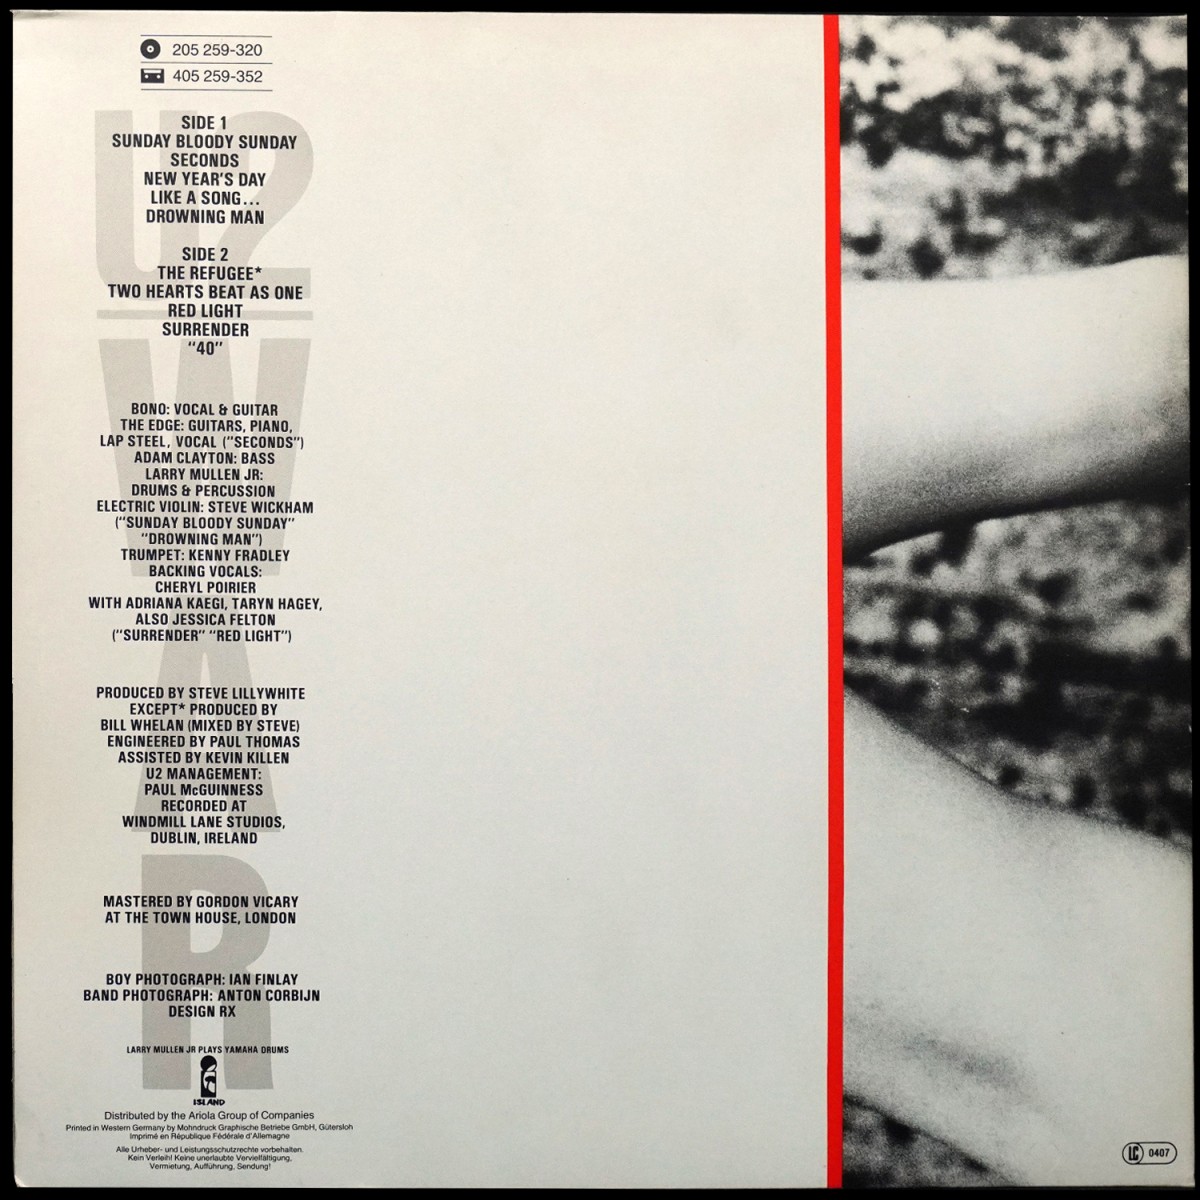 205 259-320
405 259-352
U2
WAR
SIDE 1
SUNDAY BLOODY SUNDAY
SECONDS
NEW YEAR'S DAY
LIKE A SONG...
DROWNING MAN
SIDE 2
THE REFUGEE*
TWO HEARTS BEAT AS ONE
RED LIGHT
SURRENDER
"40"
BONO: VOCAL & GUITAR
THE EDGE: GUITARS, PIANO,
LAP STEEL, VOCAL ("SECONDS")
ADAM CLAYTON: BASS
LARRY MULLEN JR:
DRUMS & PERCUSSION
ELECTRIC VIOLIN: STEVE WICKHAM
("SUNDAY BLOODY SUNDAY"
"DROWNING MAN")
TRUMPET: KENNY FRADLEY
BACKING VOCALS:
CHERYL POIRIER
WITH ADRIANA KAEGI, TARYN HAGEY,
ALSO JESSICA FELTON
("SURRENDER" "RED LIGHT")
PRODUCED BY STEVE LILLYWHITE
EXCEPT* PRODUCED BY
BILL WHELAN (MIXED BY STEVE)
ENGINEERED BY PAUL THOMAS
ASSISTED BY KEVIN KILLEN
U2 MANAGEMENT:
PAUL McGUINNESS
RECORDED AT
WINDMILL LANE STUDIOS,
DUBLIN, IRELAND
MASTERED BY GORDON VICARY
AT THE TOWN HOUSE, LONDON
BOY PHOTOGRAPH: IAN FINLAY
BAND PHOTOGRAPH: ANTON CORBIJN
DESIGN RX
LARRY MULLEN JR PLAYS YAMAHA DRUMS
ISLAND
Distributed by the Ariola Group of Companies
Printed in Western Germany by Mohndruck Graphische Betriebe GmbH, Gütersloh
Imprimé en République Fédérale d'Allemagne
Alle Urheber- und Leistungsschutzrechte vorbehalten.
Kein Verleih! Keine unerlaubte Vervielfältigung,
Vermietung, Aufführung, Sendung!
LC 0407